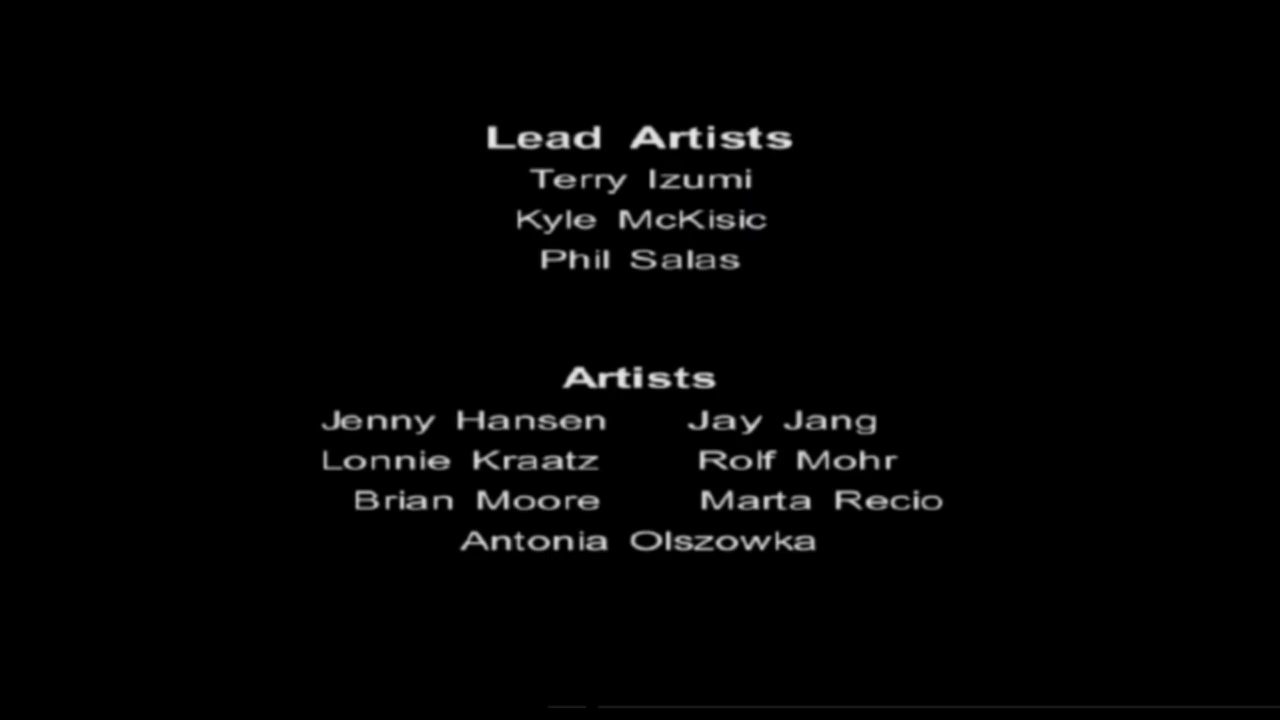 Lead Artists
Terry Izumi
Kyle McKisic
Phil Salas
Artists
Jenny Hansen Jay Jang
Lonnie Kraatz Rolf Mohr
Brian Moore Marta Recio
Antonia Olszowka